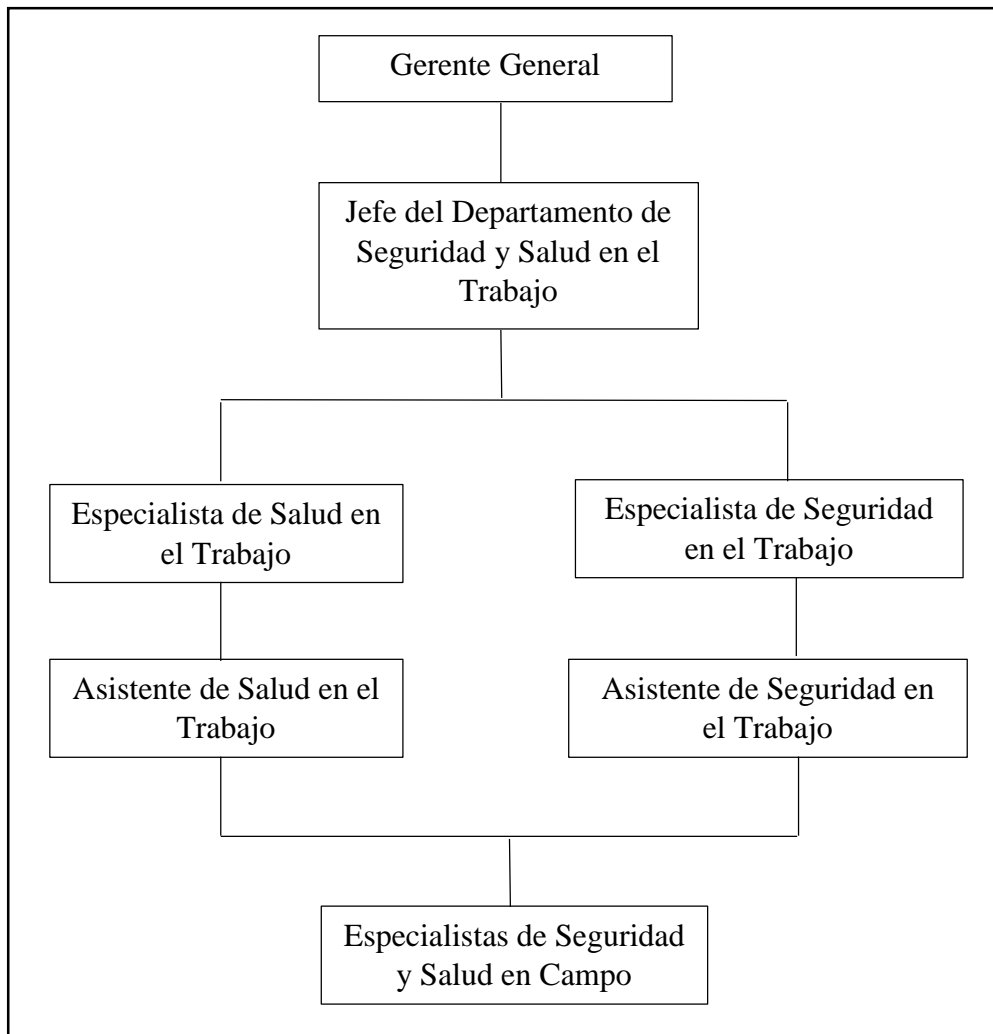 Gerente General
Jefe del Departamento de
Seguridad y Salud en el
Trabajo
Especialista de Salud en
el Trabajo
Especialista de Seguridad
en el Trabajo
Asistente de Salud en el
Trabajo
Asistente de Seguridad en
el Trabajo
Especialistas de Seguridad
y Salud en Campo